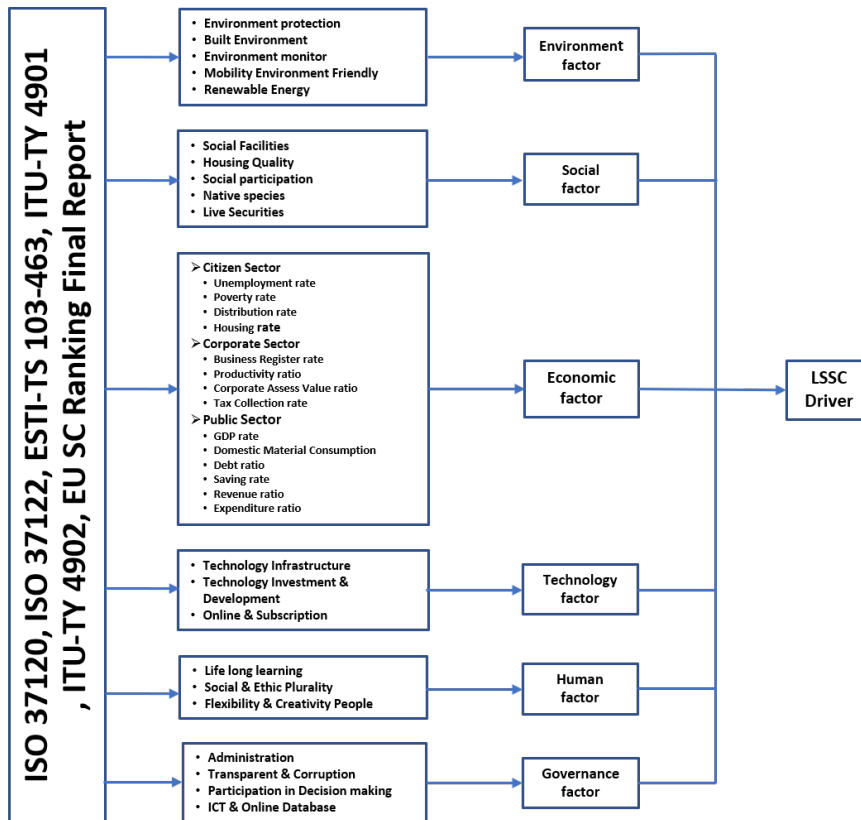 ISO 37120, ISO 37122, ESTI-TS 103-463, ITU-TY 4901
, ITU-TY 4902, EU SC Ranking Final Report
• Environment protection
• Built Environment
• Environment monitor
• Mobility Environment Friendly
• Renewable Energy
Environment
factor
• Social Facilities
• Housing Quality
• Social participation
• Native species
• Live Securities
Social
factor
➢ Citizen Sector
• Unemployment rate
• Poverty rate
• Distribution rate
• Housing rate
➢ Corporate Sector
• Business Register rate
• Productivity ratio
• Corporate Assess Value ratio
• Tax Collection rate
➢ Public Sector
• GDP rate
• Domestic Material Consumption
• Debt ratio
• Saving rate
• Revenue ratio
• Expenditure ratio
Economic
factor
LSSC
Driver
• Technology Infrastructure
• Technology Investment &
Development
• Online & Subscription
Technology
factor
• Life long learning
• Social & Ethic Plurality
• Flexibility & Creativity People
Human
factor
• Administration
• Transparent & Corruption
• Participation in Decision making
• ICT & Online Database
Governance
factor